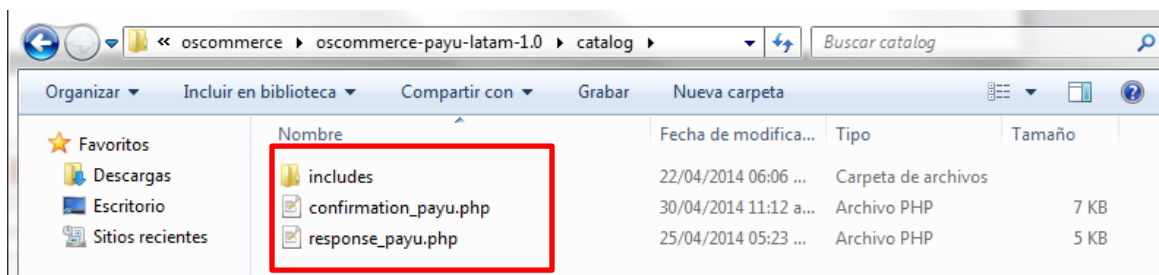 « oscommerce ▸ oscommerce-payu-latam-1.0 ▸ catalog ▸ Buscar catalog
Organizar Incluir en biblioteca Compartir con Grabar Nueva carpeta
Favoritos
Descargas
Escritorio
Sitios recientes
Nombre Fecha de modifica... Tipo Tamaño
includes 22/04/2014 06:06 ... Carpeta de archivos
confirmation_payu.php 30/04/2014 11:12 a... Archivo PHP 7 KB
response_payu.php 25/04/2014 05:23 ... Archivo PHP 5 KB